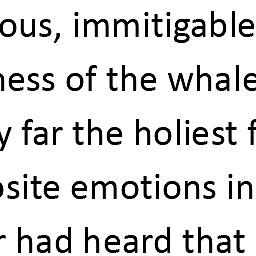 ous, immitigable
ness of the whale
y far the holiest f
osite emotions in
r had heard that